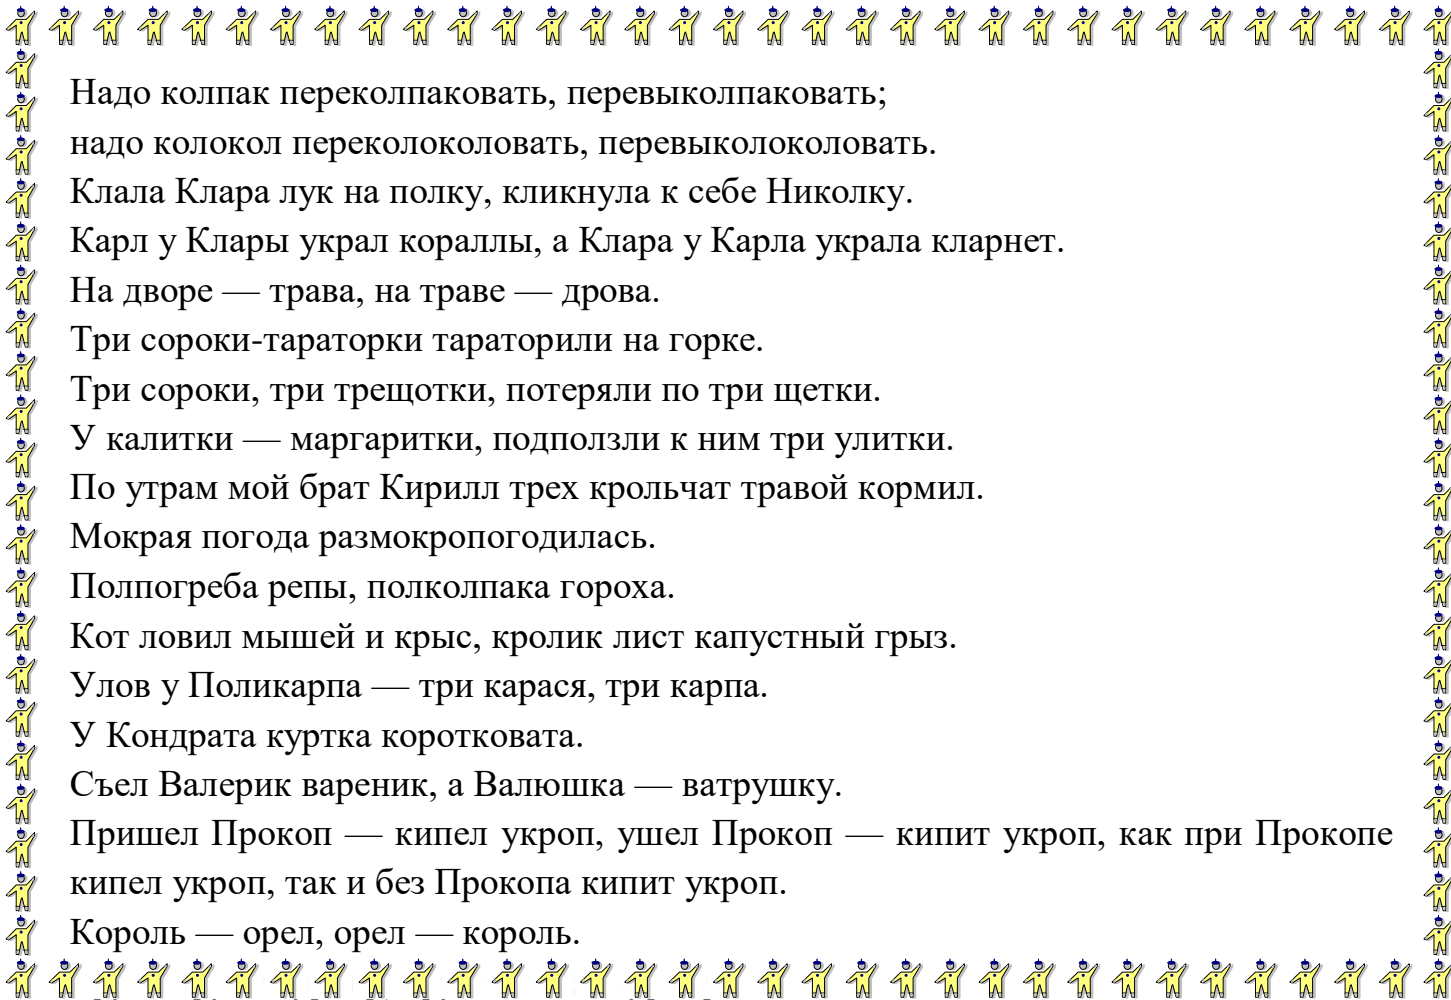 Надо колпак переколпаковать, перевыколпаковать;
надо колокол переколоколовать, перевыколоколовать.
Клала Клара лук на полку, кликнула к себе Николку.
Карл у Клары украл кораллы, а Клара у Карла украла кларнет.
На дворе — трава, на траве — дрова.
Три сороки-тараторки тараторили на горке.
Три сороки, три трещотки, потеряли по три щетки.
У калитки — маргаритки, подползли к ним три улитки.
По утрам мой брат Кирилл трех крольчат травой кормил.
Мокрая погода размокропогодилась.
Полпогреба репы, полколпака гороха.
Кот ловил мышей и крыс, кролик лист капустный грыз.
Улов у Поликарпа — три карася, три карпа.
У Кондрата куртка коротковата.
Съел Валерик вареник, а Валюшка — ватрушку.
Пришел Прокоп — кипел укроп, ушел Прокоп — кипит укроп, как при Прокопе
кипел укроп, так и без Прокопа кипит укроп.
Король — орел, орел — король.